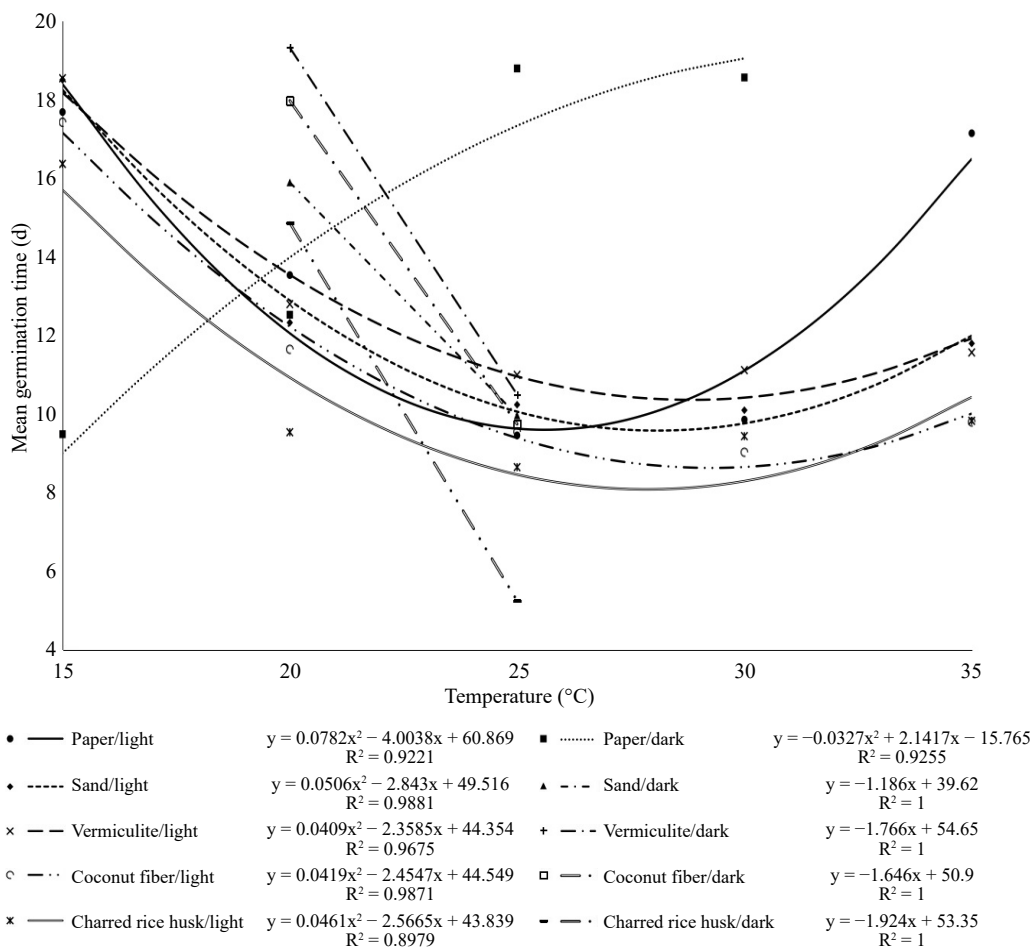 20
18
16
14
12
10
8
6
4
Mean germination time (d)
15 20 25 30 35
Temperature (°C)
Paper/light y = 0.0782x² − 4.0038x + 60.869
R² = 0.9221
Paper/dark y = −0.0327x² + 2.1417x − 15.765
R² = 0.9255
Sand/light y = 0.0506x² − 2.843x + 49.516
R² = 0.9881
Sand/dark y = −1.186x + 39.62
R² = 1
Vermiculite/light y = 0.0409x² − 2.3585x + 44.354
R² = 0.9675
Vermiculite/dark y = −1.766x + 54.65
R² = 1
Coconut fiber/light y = 0.0419x² − 2.4547x + 44.549
R² = 0.9871
Coconut fiber/dark y = −1.646x + 50.9
R² = 1
Charred rice husk/light y = 0.0461x² − 2.5665x + 43.839
R² = 0.8979
Charred rice husk/dark y = −1.924x + 53.35
R² = 1